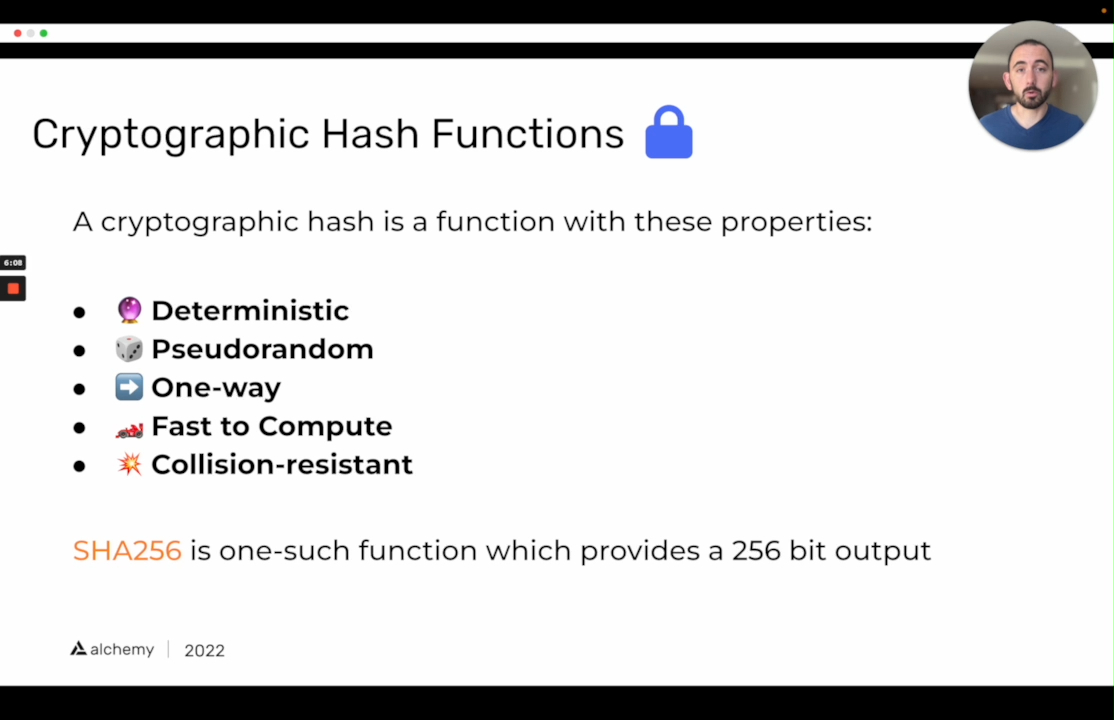 Cryptographic Hash Functions
A cryptographic hash is a function with these properties:
6:08
● Deterministic
● Pseudorandom
● One-way
● Fast to Compute
● Collision-resistant
SHA256 is one-such function which provides a 256 bit output
alchemy | 2022